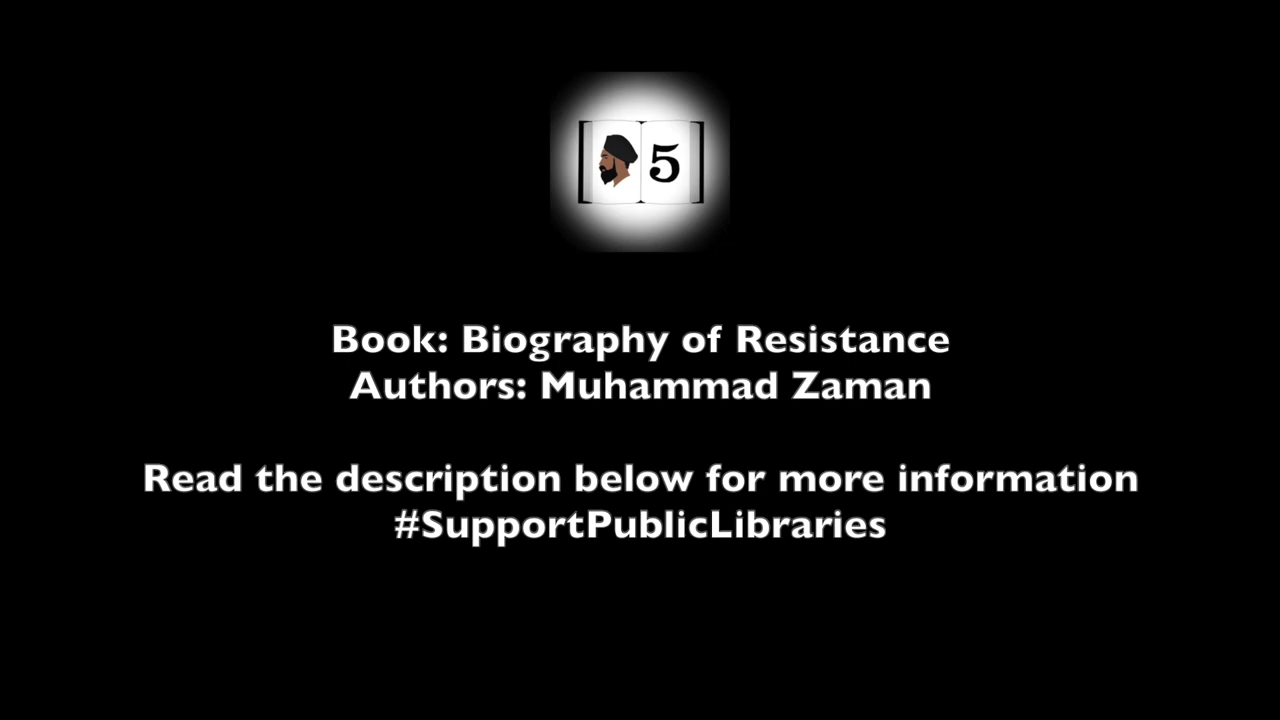 5
Book: Biography of Resistance
Authors: Muhammad Zaman
Read the description below for more information
#SupportPublicLibraries